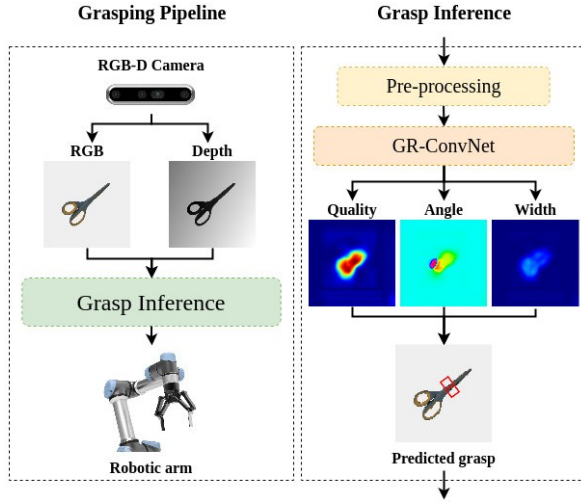 Grasping Pipeline
RGB-D Camera
RGB
Depth
Grasp Inference
Robotic arm
Grasp Inference
Pre-processing
GR-ConvNet
Quality
Angle
Width
Predicted grasp